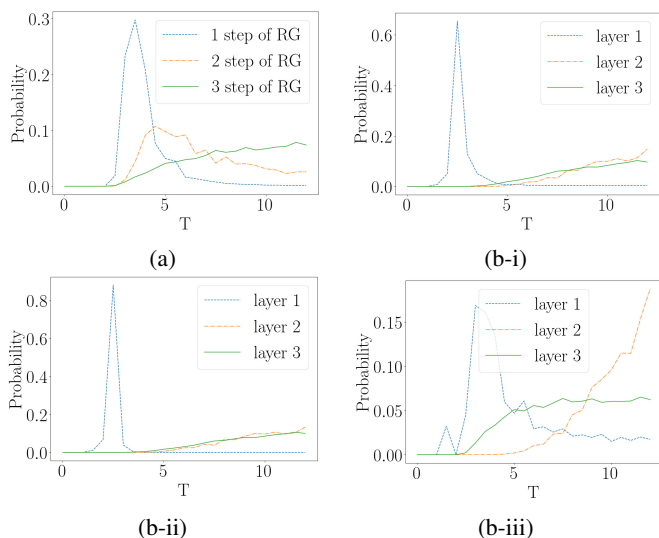 0.3
0.2
0.1
0.0
Probability
1 step of RG
2 step of RG
3 step of RG
0 5 10
T
(a)
0.6
0.4
0.2
0.0
Probability
layer 1
layer 2
layer 3
0 5 10
T
(b-i)
0.8
0.6
0.4
0.2
0.0
Probability
layer 1
layer 2
layer 3
0 5 10
T
(b-ii)
0.15
0.10
0.05
0.00
Probability
layer 1
layer 2
layer 3
0 5 10
T
(b-iii)